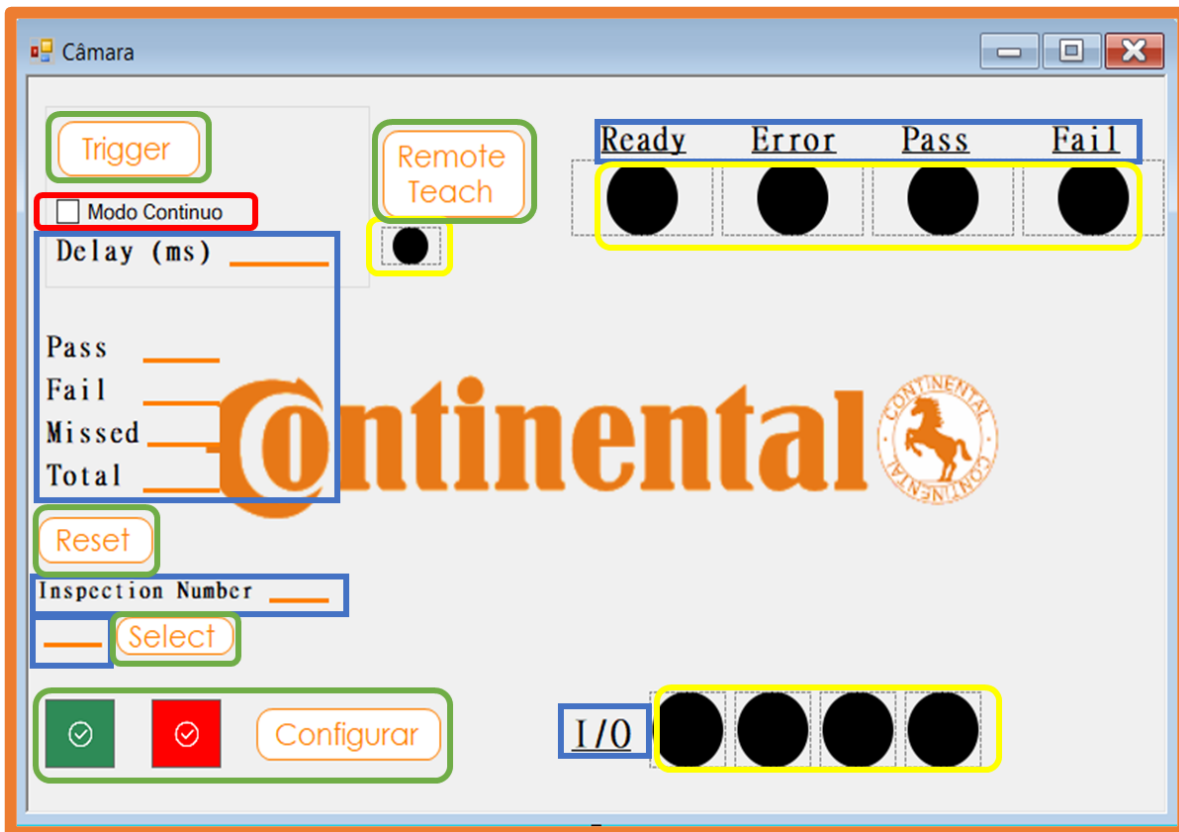 Câmara
Trigger
Remote
Teach
Ready Error Pass Fail
Modo Continuo
Delay (ms)
Pass
Fail
Missed
Total
Continental
CONTINENTAL
CONTINENTAL
Reset
Inspection Number
Select
Configurar
I/O